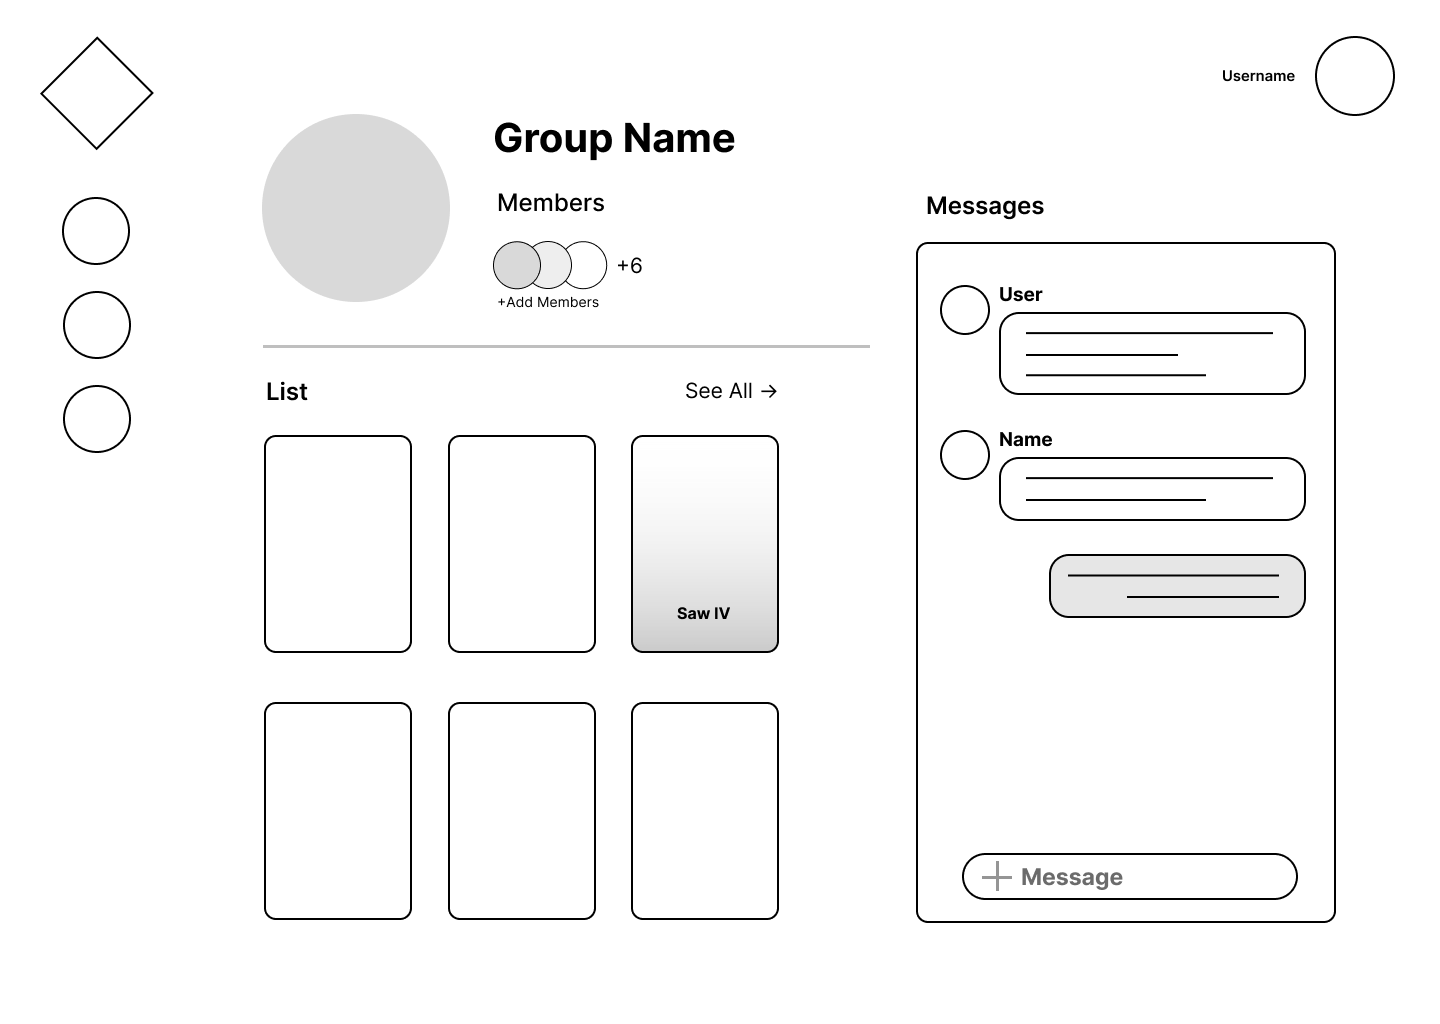 Username
Group Name
Members
+6
+Add Members
List
See All →
Saw IV
Messages
User
Name
Message